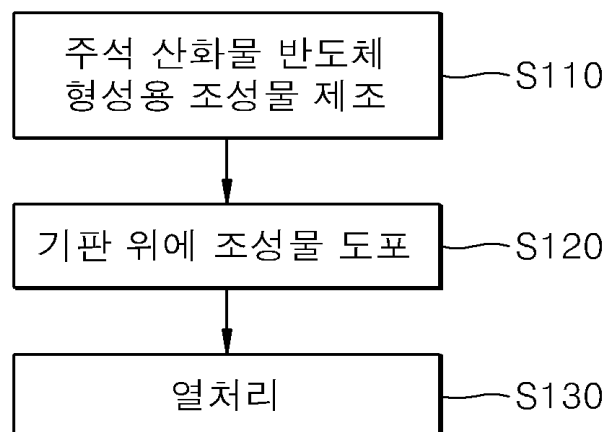 주석 산화물 반도체
형성용 조성물 제조
S110
기판 위에 조성물 도포
S120
열처리
S130